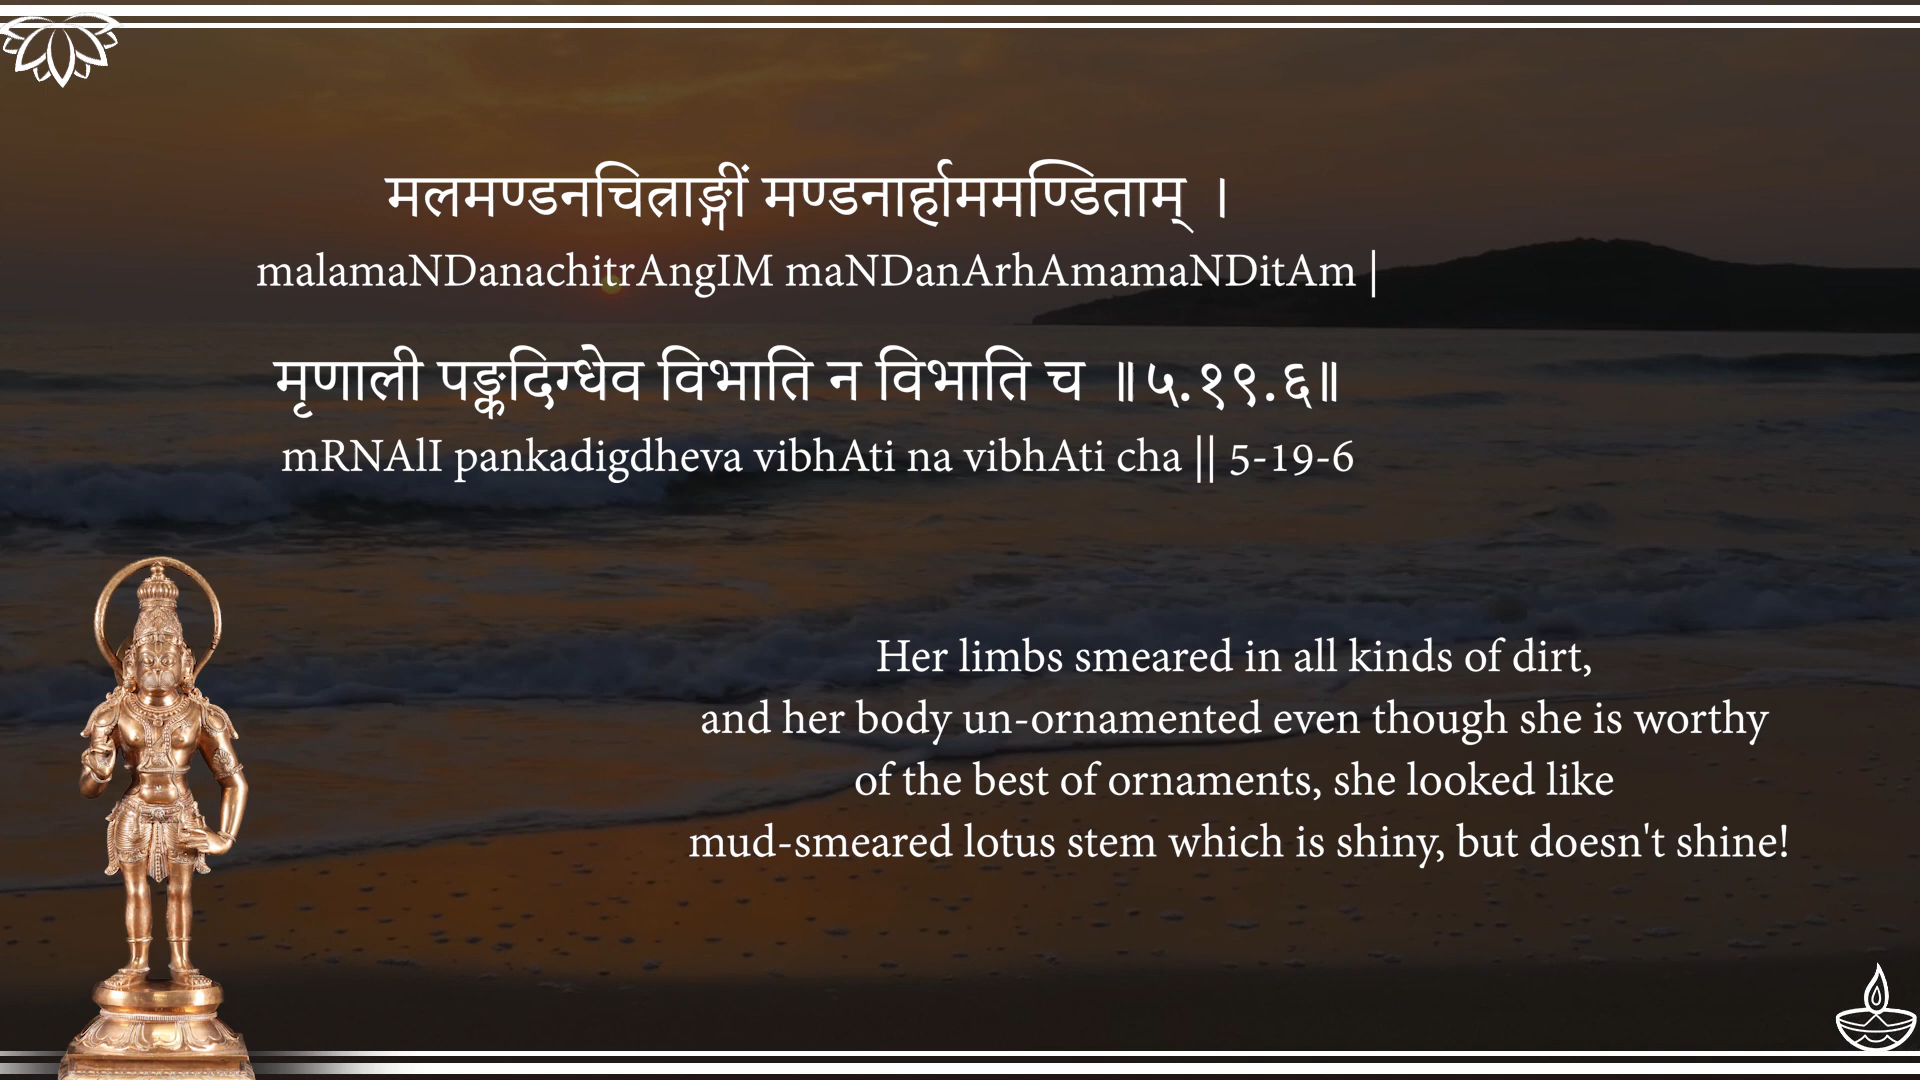 मलमण्डनचित्राङ्गीं मण्डनार्हाममण्डिताम् ।
malamaNDanachitrAngIM maNDanArhAmamaNDitAm |
मृणाली पङ्कदिग्धेव विभाति न विभाति च ॥५.१९.६॥
mRNAlI pankadigdheva vibhAti na vibhAti cha || 5-19-6
Her limbs smeared in all kinds of dirt,
and her body un-ornamented even though she is worthy
of the best of ornaments, she looked like
mud-smeared lotus stem which is shiny, but doesn't shine!